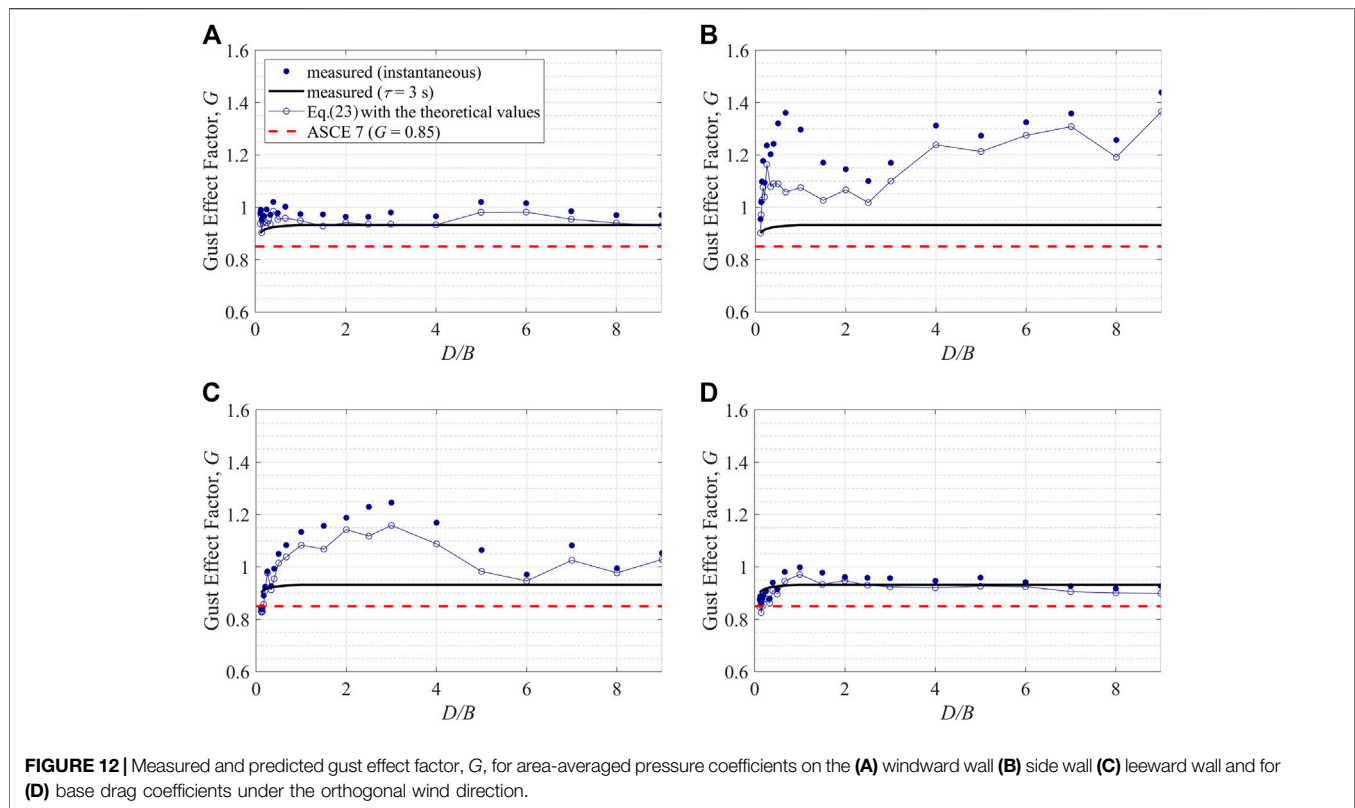 A
1.6
1.4
1.2
1
0.8
0.6
Gust Effect Factor, G
measured (instantaneous)
measured (τ = 3 s)
Eq.(23) with the theoretical values
ASCE 7 (G = 0.85)
0 2 4 6 8
D/B
B
1.6
1.4
1.2
1
0.8
0.6
Gust Effect Factor, G
0 2 4 6 8
D/B
C
1.6
1.4
1.2
1
0.8
0.6
Gust Effect Factor, G
0 2 4 6 8
D/B
D
1.6
1.4
1.2
1
0.8
0.6
Gust Effect Factor, G
0 2 4 6 8
D/B
FIGURE 12 | Measured and predicted gust effect factor, G, for area-averaged pressure coefficients on the (A) windward wall (B) side wall (C) leeward wall and for
(D) base drag coefficients under the orthogonal wind direction.